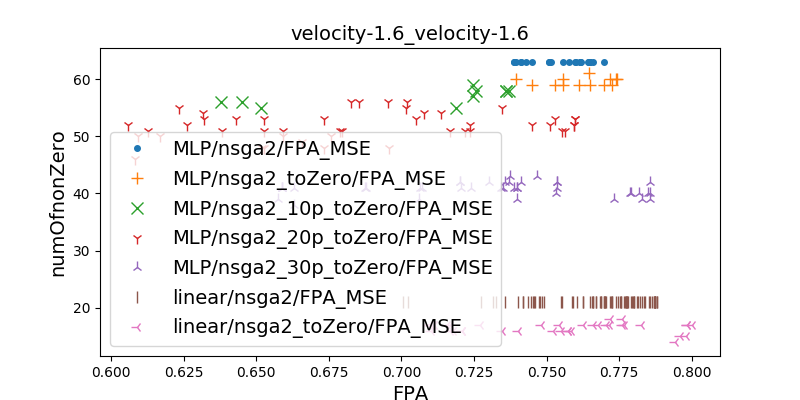 velocity-1.6_velocity-1.6
numOfnonZero
60
50
40
30
20
MLP/nsga2/FPA_MSE
MLP/nsga2_toZero/FPA_MSE
MLP/nsga2_10p_toZero/FPA_MSE
MLP/nsga2_20p_toZero/FPA_MSE
MLP/nsga2_30p_toZero/FPA_MSE
linear/nsga2/FPA_MSE
linear/nsga2_toZero/FPA_MSE
0.600 0.625 0.650 0.675 0.700 0.725 0.750 0.775 0.800
FPA